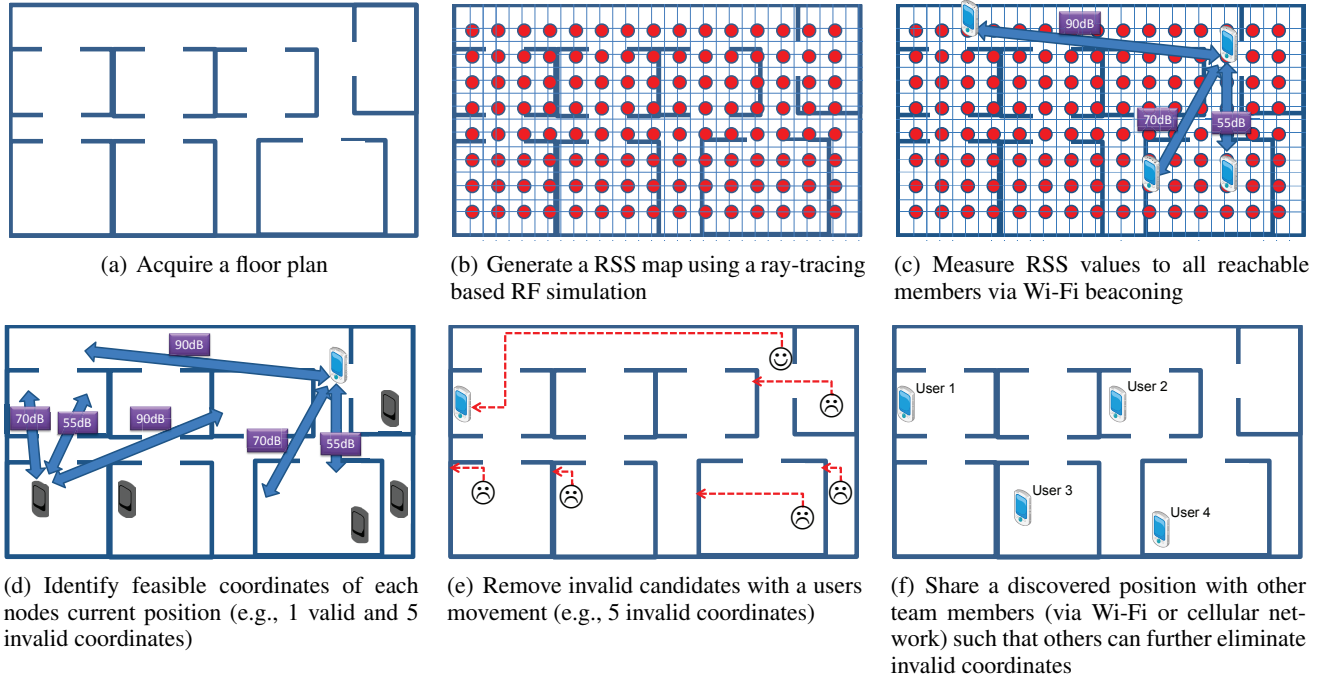 90dB
70dB
55dB
(a) Acquire a floor plan
(b) Generate a RSS map using a ray-tracing
based RF simulation
(c) Measure RSS values to all reachable
members via Wi-Fi beaconing
90dB
70dB
55dB
90dB
70dB
55dB
User 1
User 2
User 3
User 4
(d) Identify feasible coordinates of each
nodes current position (e.g., 1 valid and 5
invalid coordinates)
(e) Remove invalid candidates with a users
movement (e.g., 5 invalid coordinates)
(f) Share a discovered position with other
team members (via Wi-Fi or cellular net-
work) such that others can further eliminate
invalid coordinates